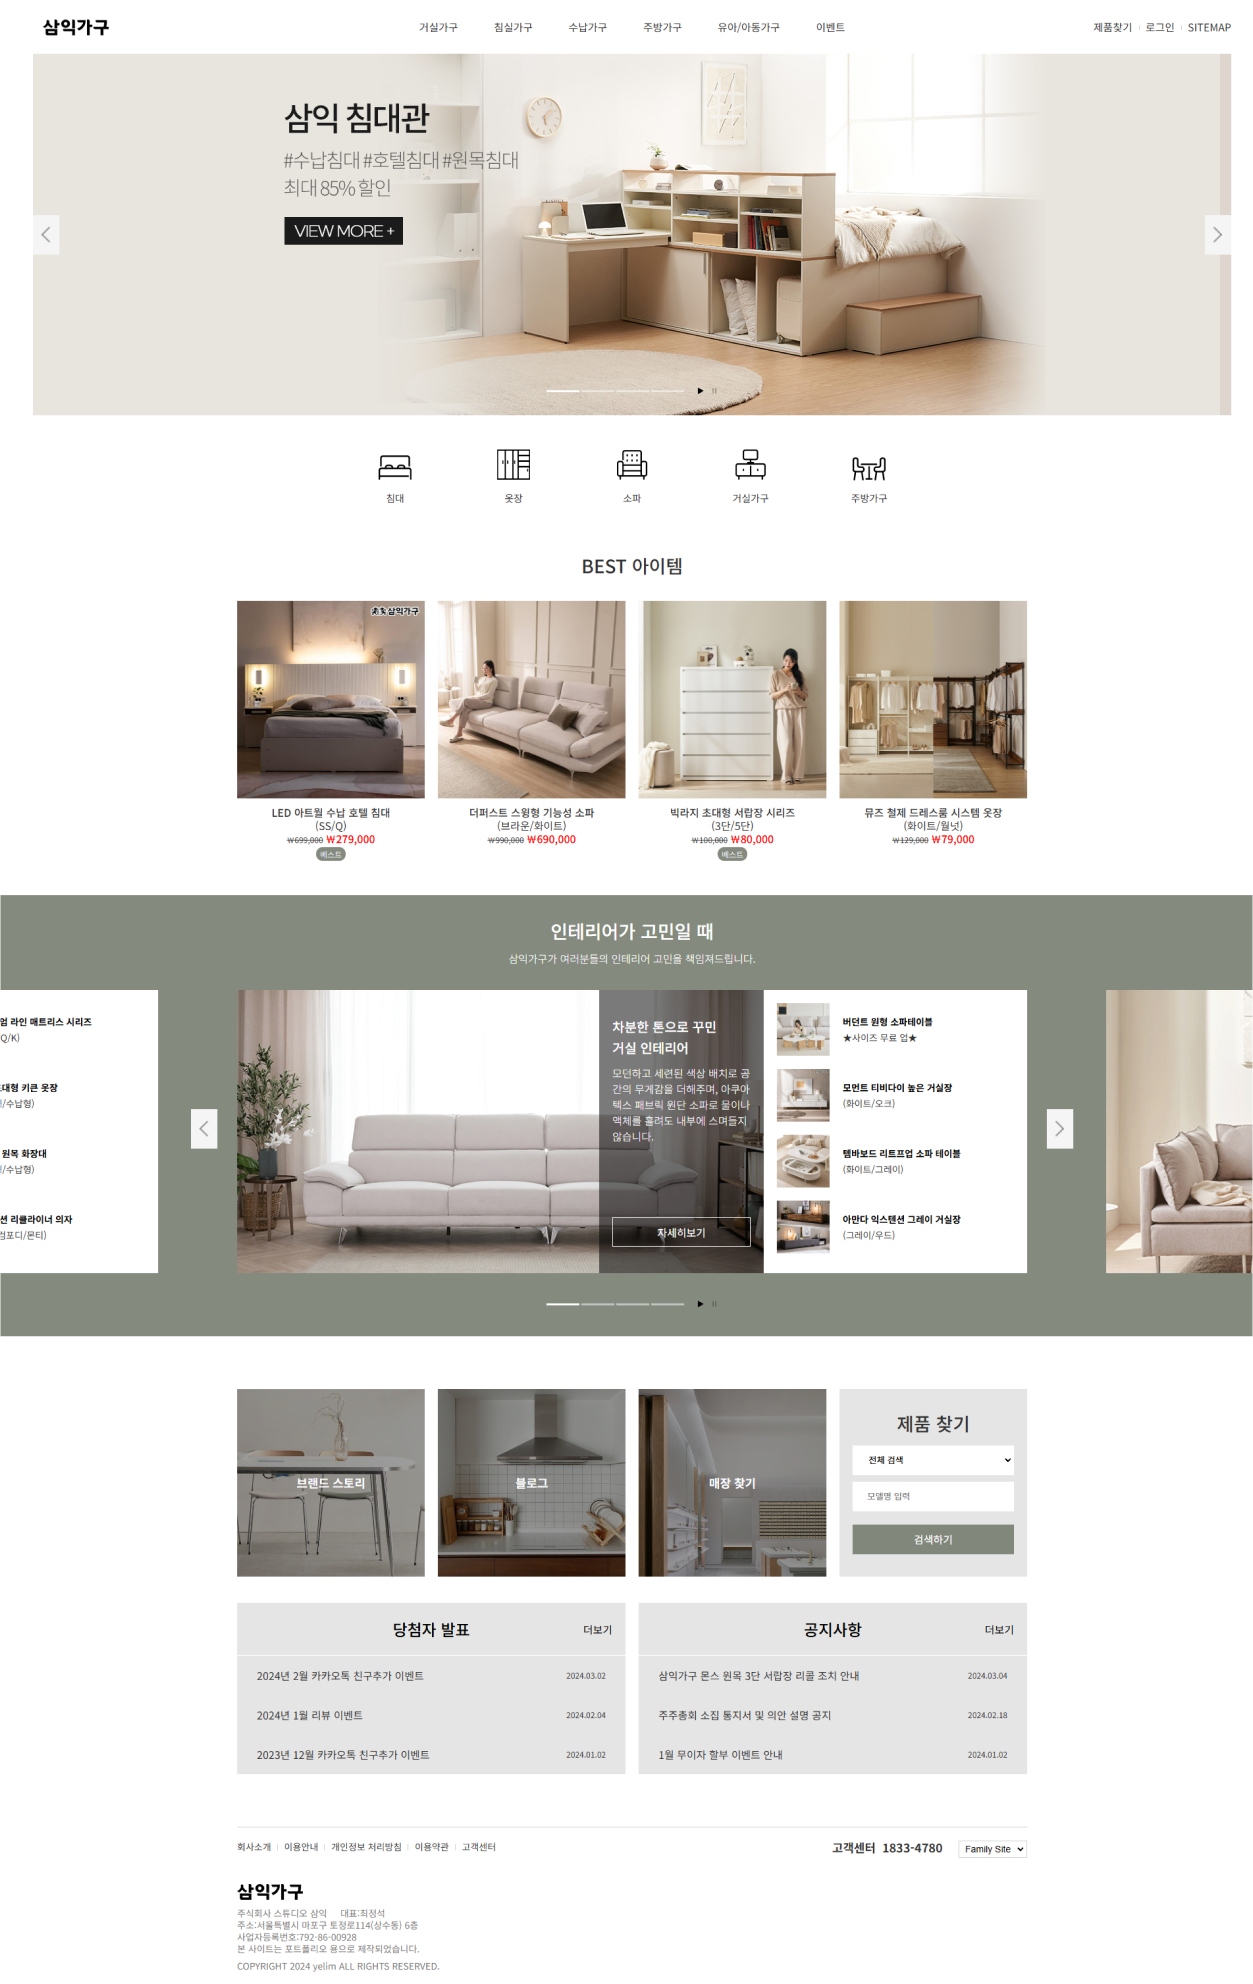 삼익가구
거실가구 침실가구 수납가구 주방가구 유아/아동가구 이벤트
제품찾기 로그인 SITEMAP
삼익 침대관
#수납침대 #호텔침대 #원목침대
최대 85% 할인
VIEW MORE +
침대 옷장 소파 거실가구 주방가구
BEST 아이템
삼익가구
LED 아트월 수납 호텔 침대
(SS/Q)
₩699,000 ₩279,000
베스트
더퍼스트 스윙형 기능성 소파
(브라운/화이트)
₩990,000 ₩690,000
빅라지 초대형 서랍장 시리즈
(3단/5단)
₩100,000 ₩80,000
베스트
뮤즈 철제 드레스룸 시스템 옷장
(화이트/월넛)
₩129,000 ₩79,000
인테리어가 고민일 때
삼익가구가 여러분들의 인테리어 고민을 책임져드립니다.
엄 라인 매트리스 시리즈
Q/K)
대형 키큰 옷장
/수납형)
원목 화장대
/수납형)
션 리클라이너 의자
컴포디/몬티)
차분한 톤으로 꾸민
거실 인테리어
모던하고 세련된 색상 배치로 공
간의 무게감을 더해주며, 아쿠아
텍스 패브릭 원단 소파로 물이나
액체를 흘려도 내부에 스며들지
않습니다.
자세히보기
버던트 원형 소파테이블
★사이즈 무료 업★
모먼트 티비다이 높은 거실장
(화이트/오크)
템바보드 리트프업 소파 테이블
(화이트/그레이)
아만다 익스텐션 그레이 거실장
(그레이/우드)
브랜드 스토리
블로그
매장 찾기
제품 찾기
전체 검색
모델명 입력
검색하기
당첨자 발표 더보기
2024년 2월 카카오톡 친구추가 이벤트 2024.03.02
2024년 1월 리뷰 이벤트 2024.02.04
2023년 12월 카카오톡 친구추가 이벤트 2024.01.02
공지사항 더보기
삼익가구 몬스 원목 3단 서랍장 리콜 조치 안내 2024.03.04
주주총회 소집 통지서 및 의안 설명 공지 2024.02.18
1월 무이자 할부 이벤트 안내 2024.01.02
회사소개 이용안내 개인정보 처리방침 이용약관 고객센터
고객센터 1833-4780
Family Site
삼익가구
주식회사 스튜디오 삼익 대표:최정석
주소:서울특별시 마포구 토정로114(상수동) 6층
사업자등록번호:792-86-00928
본 사이트는 포트폴리오 용으로 제작되었습니다.
COPYRIGHT 2024 yelim ALL RIGHTS RESERVED.